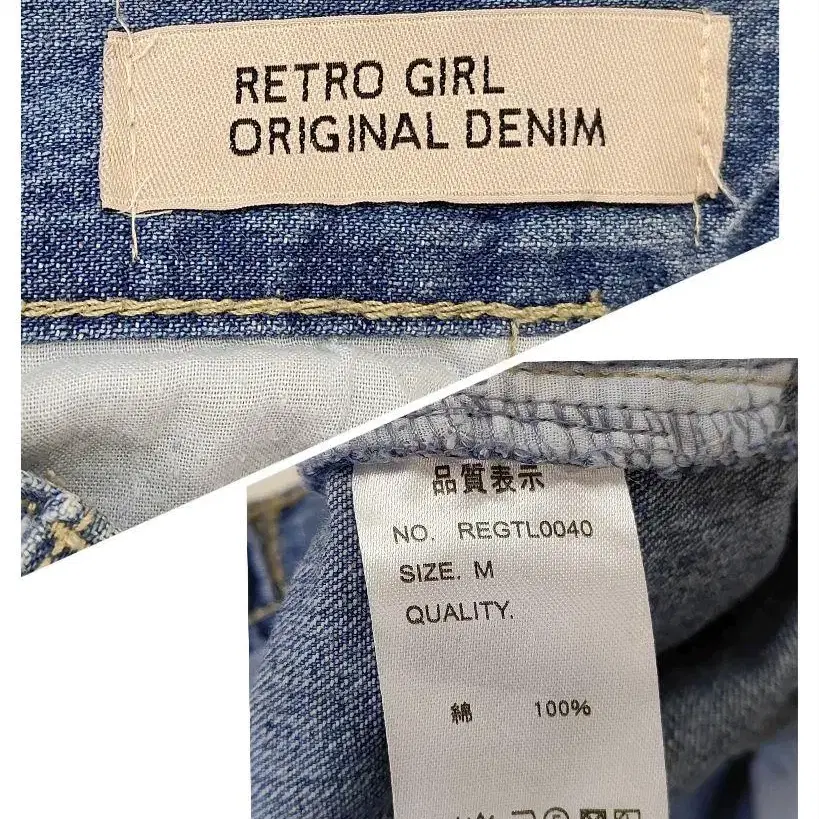 RETRO GIRL
ORIGINAL DENIM
品質表示
NO. REGTL0040
SIZE. M
QUALITY.
綿 100%